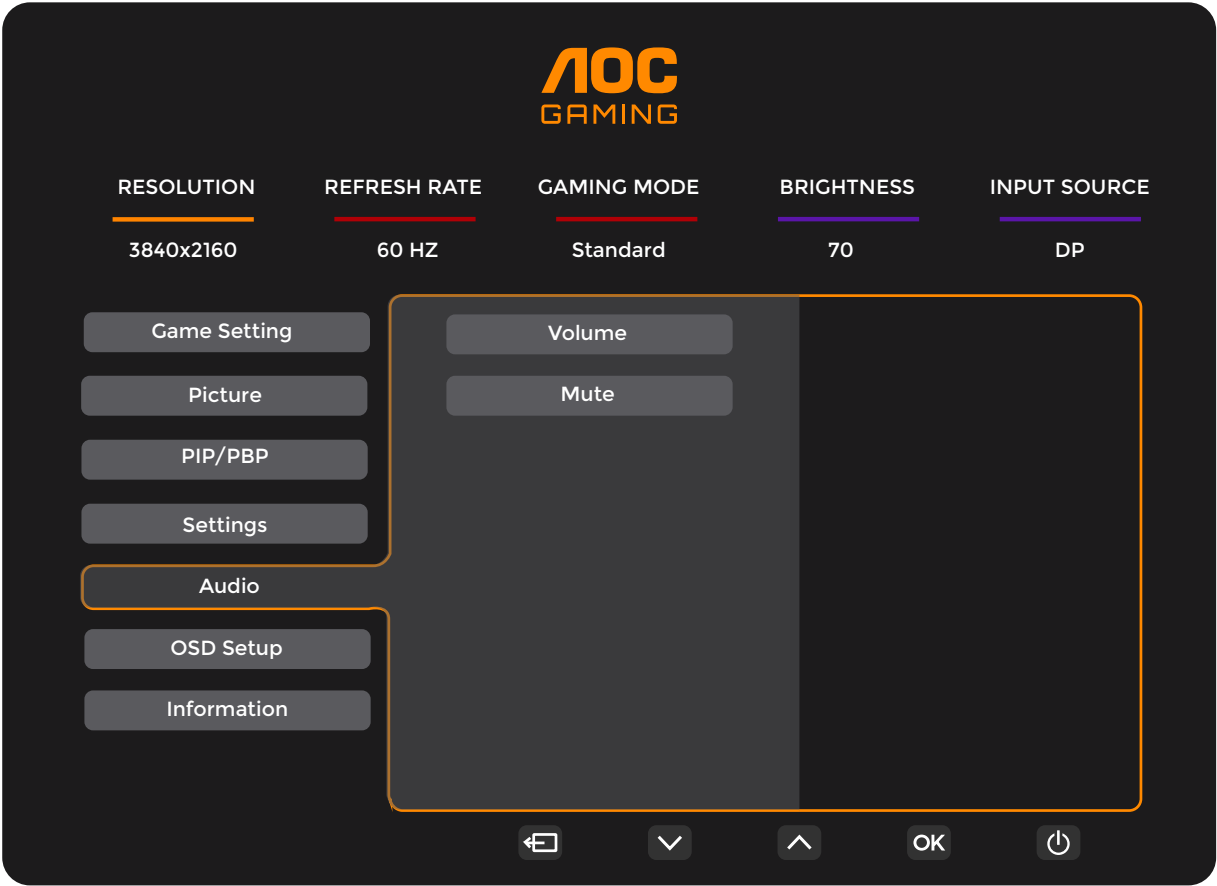 AOC
GAMING
RESOLUTION REFRESH RATE GAMING MODE BRIGHTNESS INPUT SOURCE
3840x2160 60 HZ Standard 70 DP
Game Setting Volume
Picture Mute
PIP/PBP
Settings
Audio
OSD Setup
Information
OK